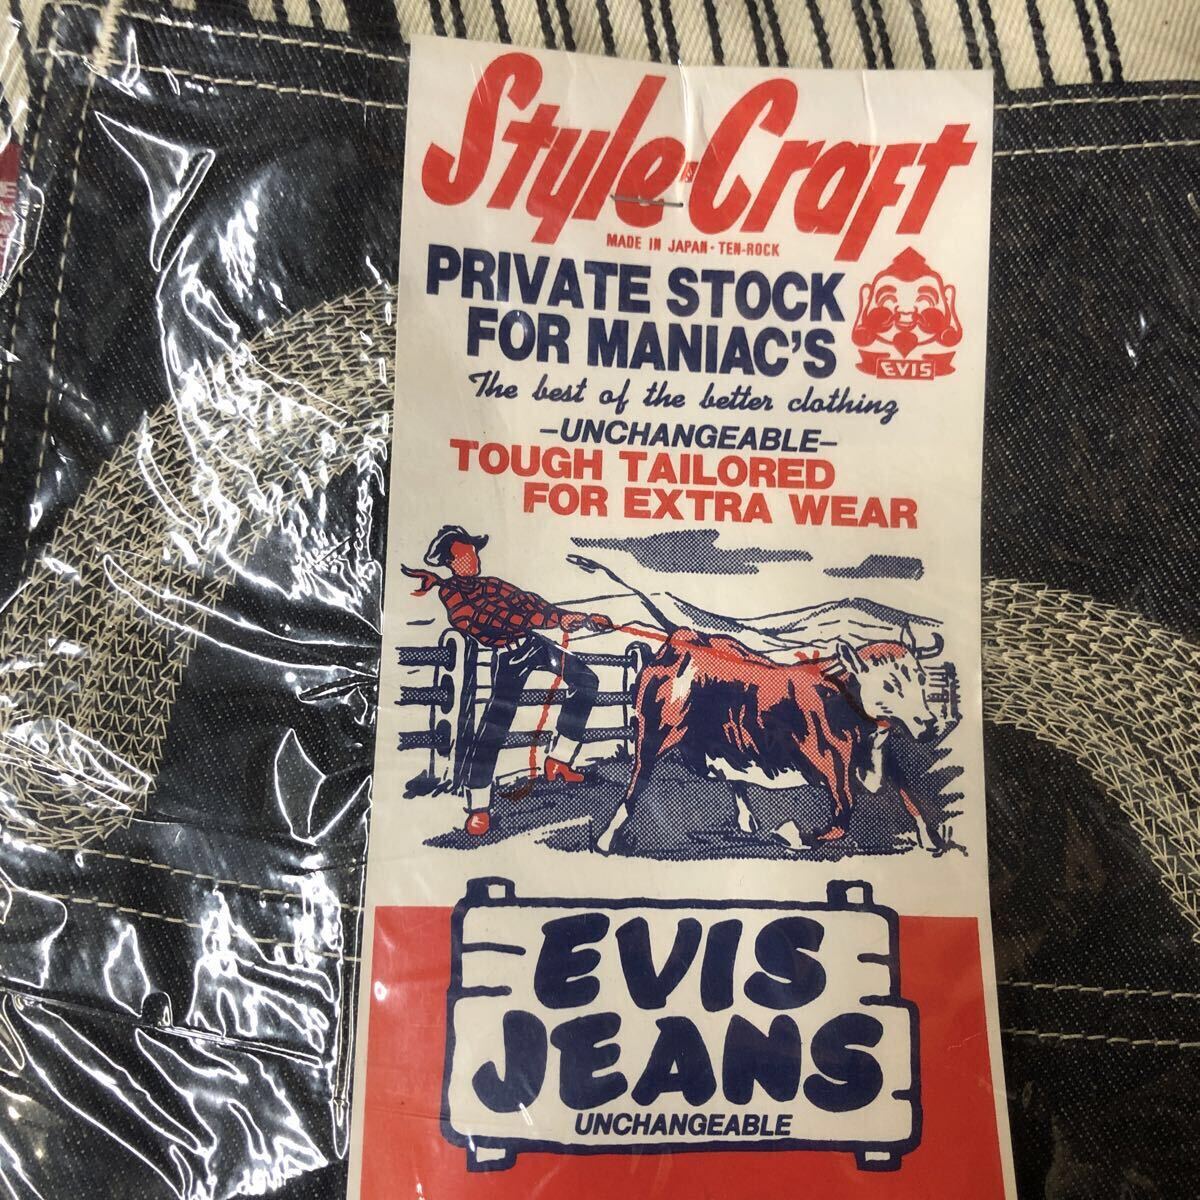 Style-Craft
MADE IN JAPAN · TEN-ROCK
PRIVATE STOCK
FOR MANIAC'S
EVIS
The best of the better clothing
-UNCHANGEABLE-
TOUGH TAILORED
FOR EXTRA WEAR
EVIS
JEANS
UNCHANGEABLE